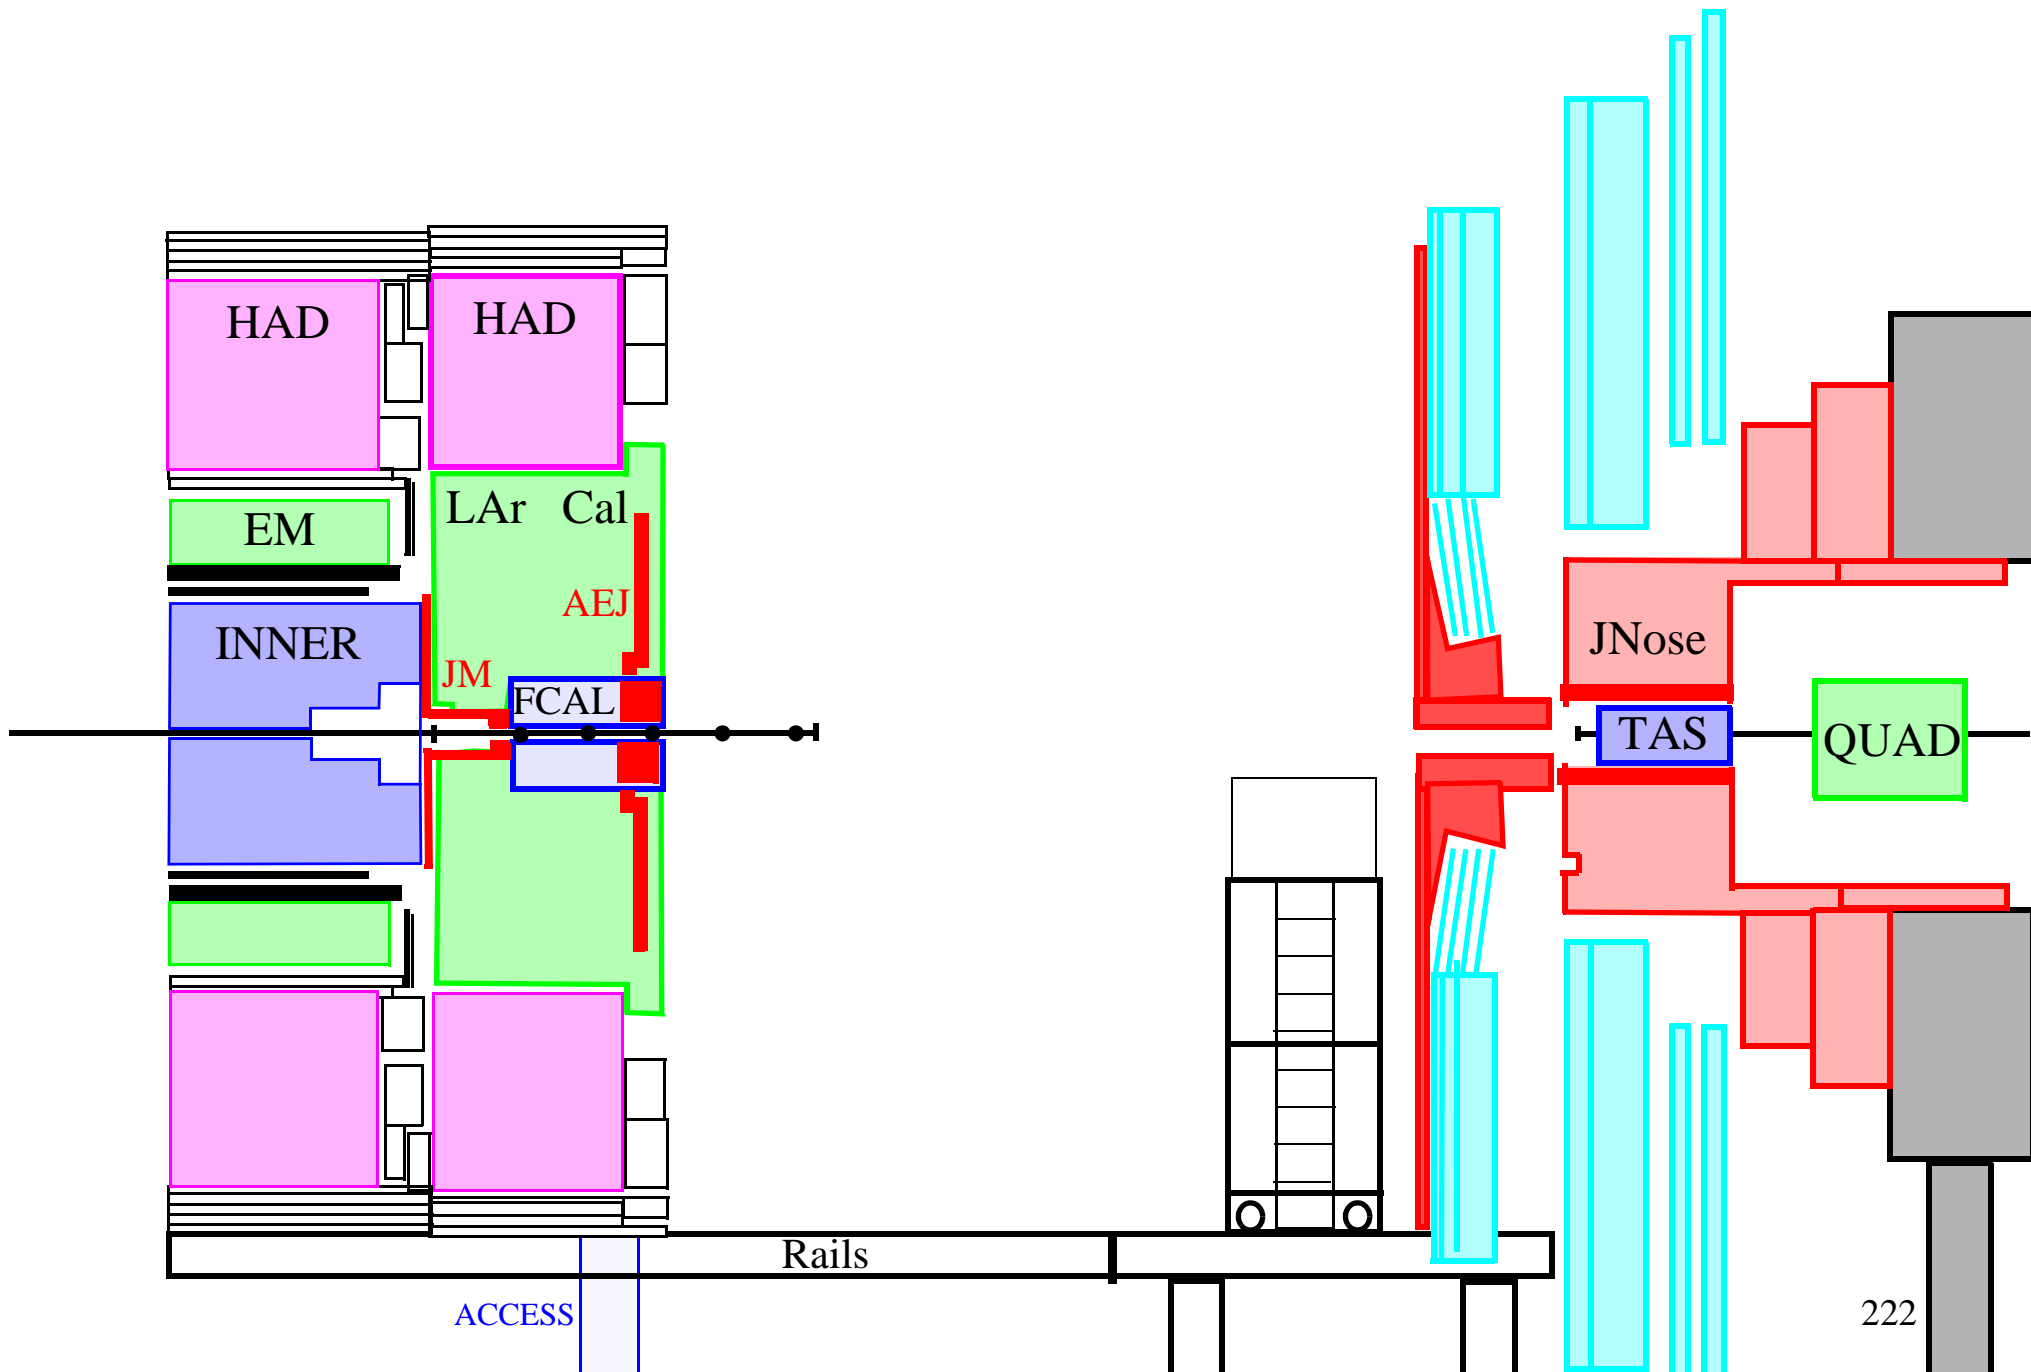 HAD
HAD
LAr Cal
EM
AEJ
INNER
JM
FCAL
JNose
TAS
QUAD
Rails
ACCESS
222